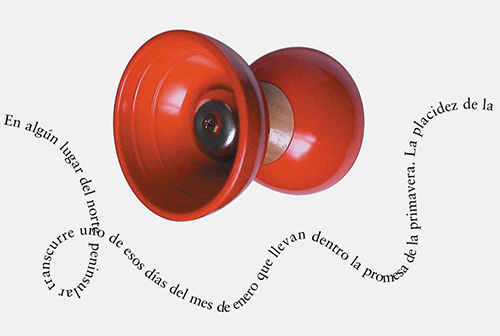 En algún lugar del norte peninsular transcurre uno de esos días del mes de enero que llevan dentro la promesa de la primavera. La placidez de la